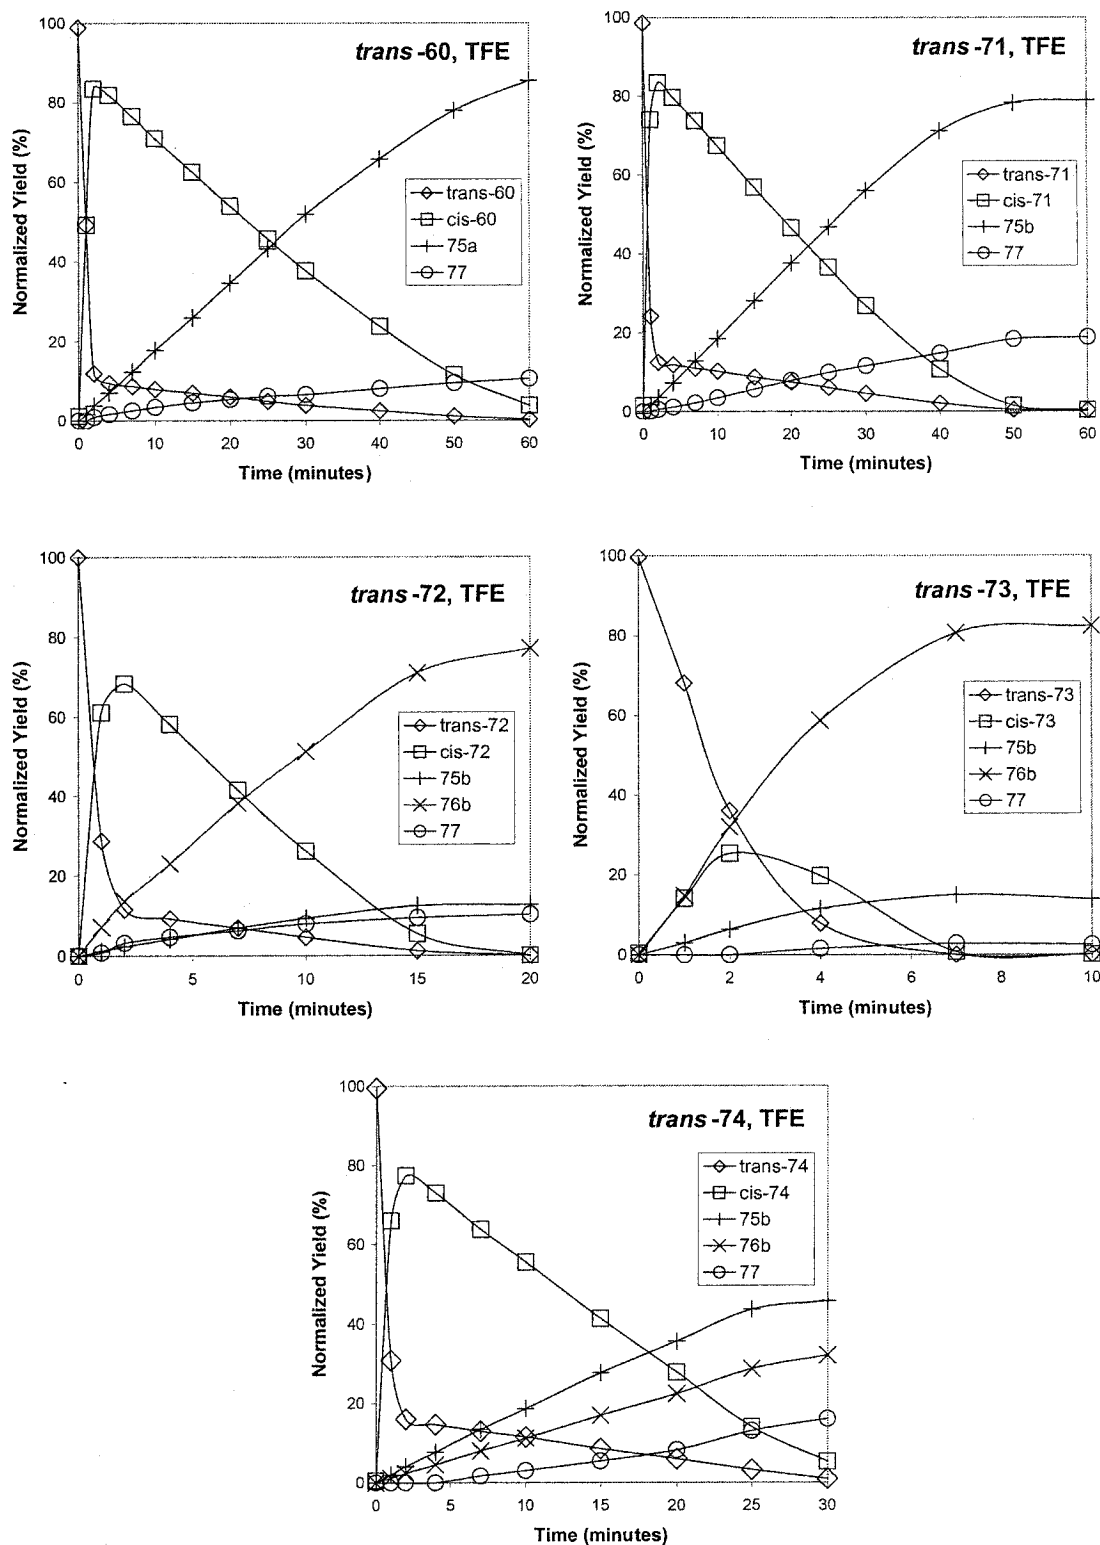 trans-60, TFE
Normalized Yield (%)
100
80
60
40
20
0
trans-60
cis-60
75a
77
0 10 20 30 40 50 60
Time (minutes)
trans-71, TFE
Normalized Yield (%)
100
80
60
40
20
0
trans-71
cis-71
75b
77
0 10 20 30 40 50 60
Time (minutes)
trans-72, TFE
Normalized Yield (%)
100
80
60
40
20
0
trans-72
cis-72
75b
76b
77
0 5 10 15 20
Time (minutes)
trans-73, TFE
Normalized Yield (%)
100
80
60
40
20
0
trans-73
cis-73
75b
76b
77
0 2 4 6 8 10
Time (minutes)
trans-74, TFE
Normalized Yield (%)
100
80
60
40
20
0
trans-74
cis-74
75b
76b
77
0 5 10 15 20 25 30
Time (minutes)